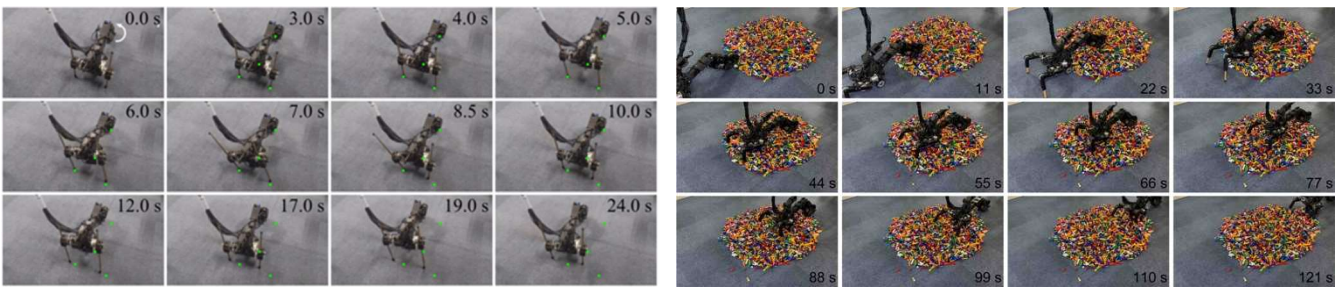 0.0 s
3.0 s
4.0 s
5.0 s
6.0 s
7.0 s
8.5 s
10.0 s
12.0 s
17.0 s
19.0 s
24.0 s
0 s
11 s
22 s
33 s
44 s
55 s
66 s
77 s
88 s
99 s
110 s
121 s